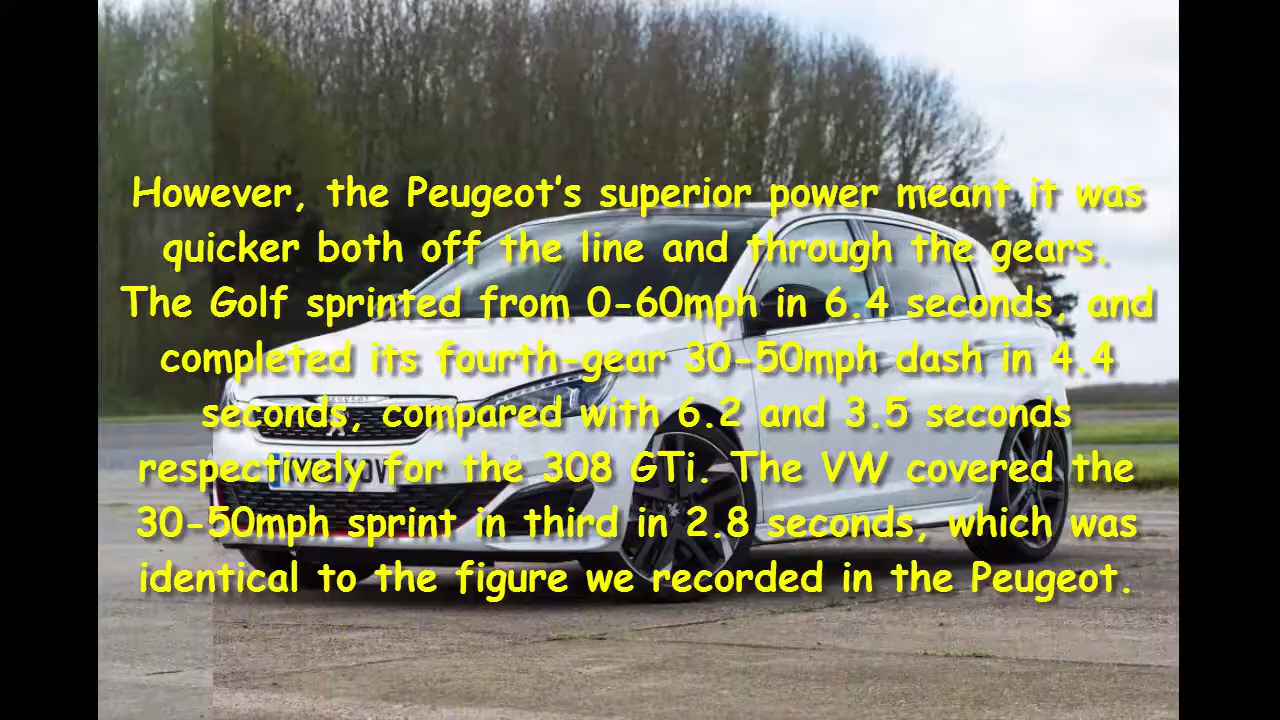 However, the Peugeot’s superior power meant it was
quicker both off the line and through the gears.
The Golf sprinted from 0-60mph in 6.4 seconds, and
completed its fourth-gear 30-50mph dash in 4.4
seconds, compared with 6.2 and 3.5 seconds
respectively for the 308 GTi. The VW covered the
30-50mph sprint in third in 2.8 seconds, which was
identical to the figure we recorded in the Peugeot.
PEUGEOT